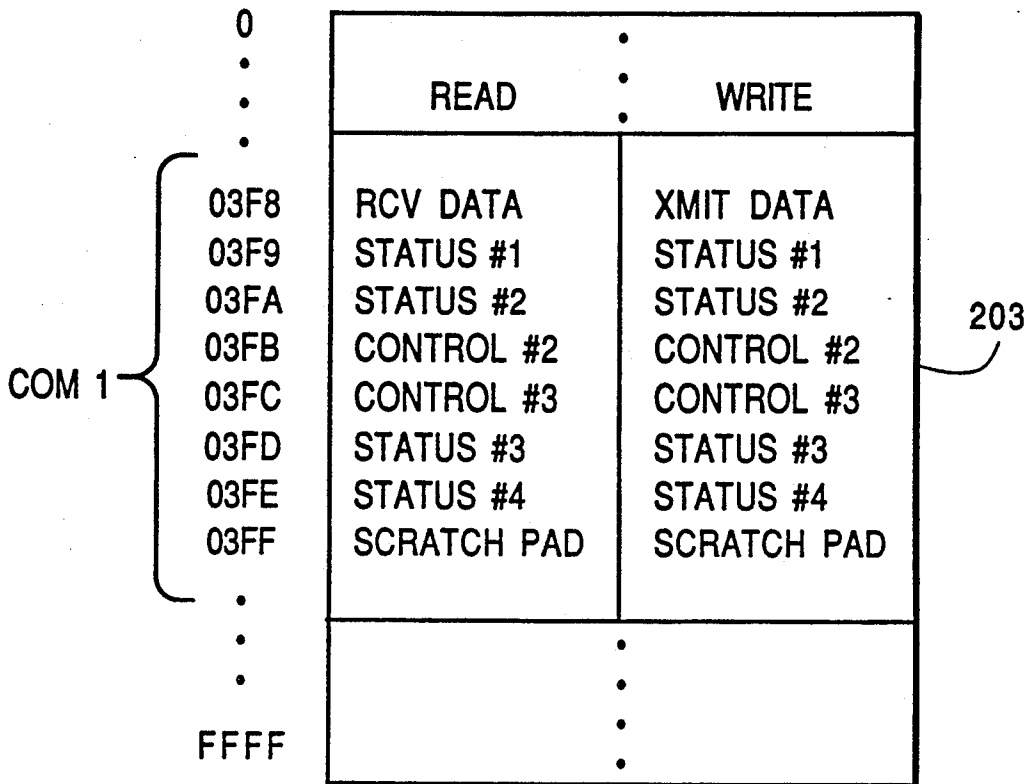 0
READ WRITE
03F8 RCV DATA XMIT DATA
03F9 STATUS #1 STATUS #1
03FA STATUS #2 STATUS #2
203
03FB CONTROL #2 CONTROL #2
COM 1
03FC CONTROL #3 CONTROL #3
03FD STATUS #3 STATUS #3
03FE STATUS #4 STATUS #4
03FF SCRATCH PAD SCRATCH PAD
FFFF